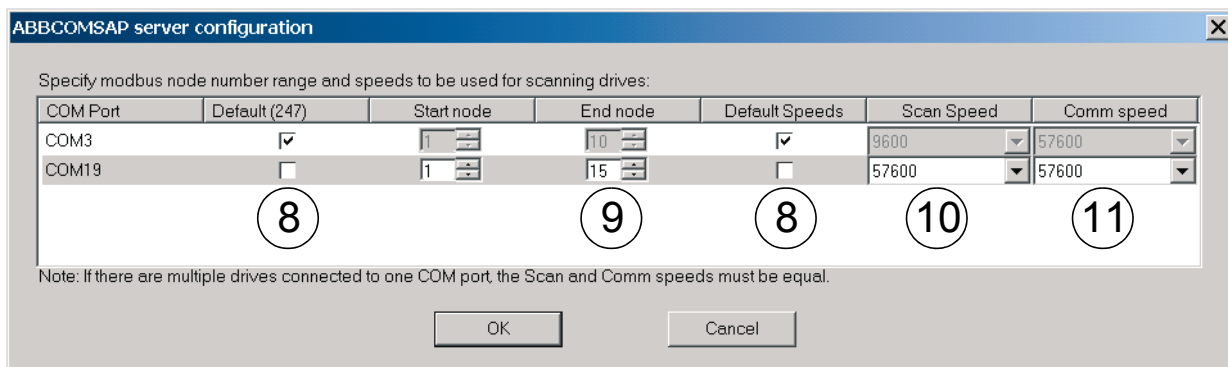 ABBCOMSAP server configuration
Specify modbus node number range and speeds to be used for scanning drives:
COM Port Default (247) Start node End node Default Speeds Scan Speed Comm speed
COM3 1 10 9600 57600
COM19 1 15 57600 57600
8 9 8 10 11
Note: If there are multiple drives connected to one COM port, the Scan and Comm speeds must be equal.
OK Cancel